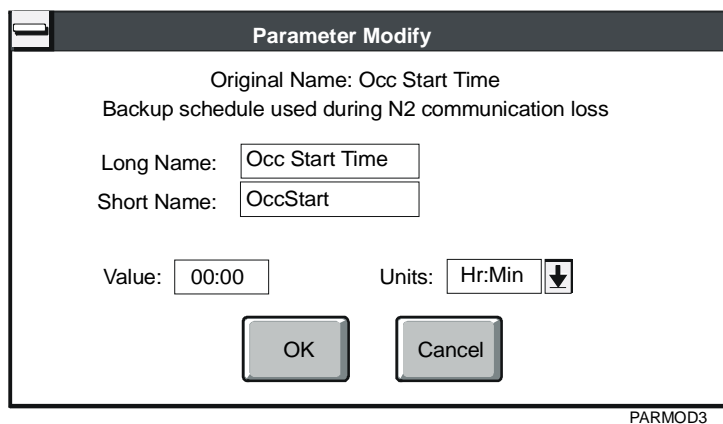 Parameter Modify
Original Name: Occ Start Time
Backup schedule used during N2 communication loss
Long Name: Occ Start Time
Short Name: OccStart
Value: 00:00 Units: Hr:Min
OK Cancel
PARMOD3